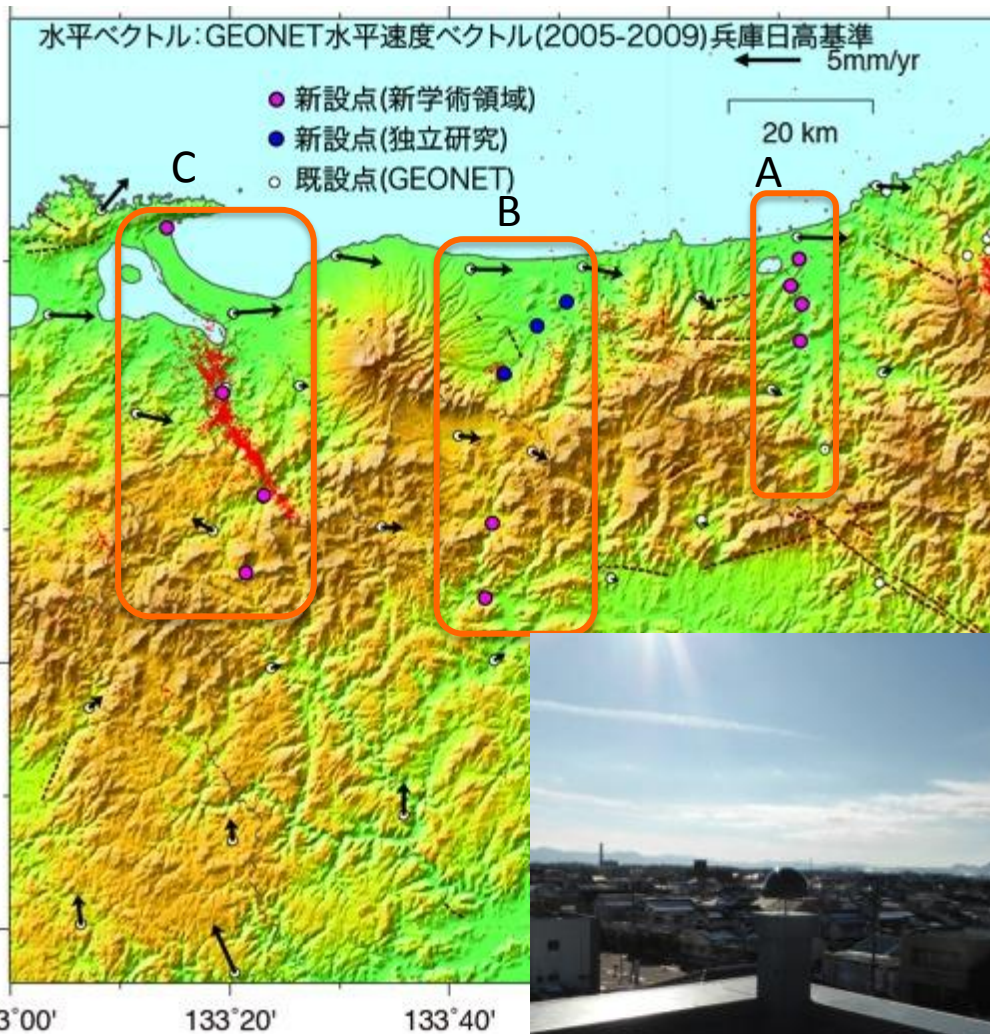 水平ベクトル:GEONET水平速度ベクトル(2005-2009)兵庫日高基準
5mm/yr
新設点(新学術領域)
新設点(独立研究)
既設点(GEONET)
20 km
C
B
A
133°00'
133°20'
133°40'